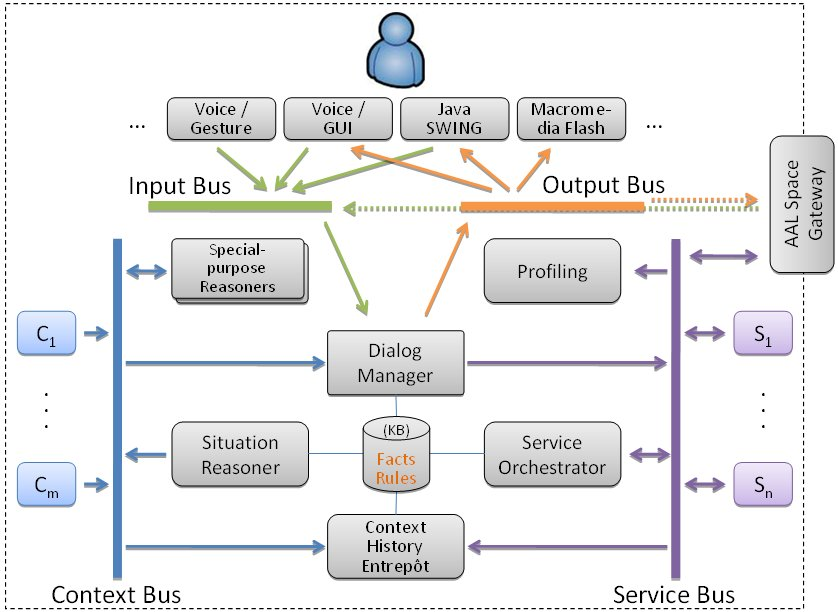 Voice /
Gesture
Voice /
GUI
Java
SWING
Macrome-
dia Flash
...
...
Input Bus
Output Bus
AAL Space
Gateway
Special-
purpose
Reasoners
Profiling
C1
S1
Dialog
Manager
Situation
Reasoner
(KB)
Facts
Rules
Service
Orchestrator
Cm
Sn
Context
History
Entrepôt
Context Bus
Service Bus